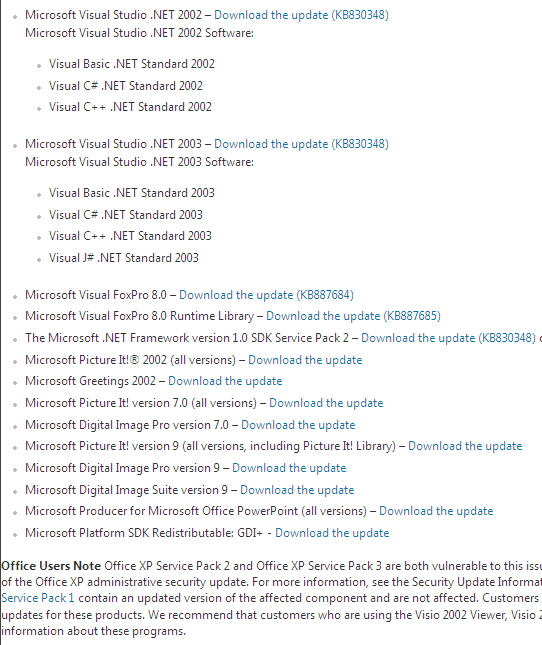 Microsoft Visual Studio .NET 2002 – Download the update (KB830348)
Microsoft Visual Studio .NET 2002 Software:
Visual Basic .NET Standard 2002
Visual C# .NET Standard 2002
Visual C++ .NET Standard 2002
Microsoft Visual Studio .NET 2003 – Download the update (KB830348)
Microsoft Visual Studio .NET 2003 Software:
Visual Basic .NET Standard 2003
Visual C# .NET Standard 2003
Visual C++ .NET Standard 2003
Visual J# .NET Standard 2003
Microsoft Visual FoxPro 8.0 – Download the update (KB887684)
Microsoft Visual FoxPro 8.0 Runtime Library – Download the update (KB887685)
The Microsoft .NET Framework version 1.0 SDK Service Pack 2 – Download the update (KB830348)
Microsoft Picture It!® 2002 (all versions) – Download the update
Microsoft Greetings 2002 – Download the update
Microsoft Picture It! version 7.0 (all versions) – Download the update
Microsoft Digital Image Pro version 7.0 – Download the update
Microsoft Picture It! version 9 (all versions, including Picture It! Library) – Download the update
Microsoft Digital Image Pro version 9 – Download the update
Microsoft Digital Image Suite version 9 – Download the update
Microsoft Producer for Microsoft Office PowerPoint (all versions) – Download the update
Microsoft Platform SDK Redistributable: GDI+ - Download the update
Office Users Note Office XP Service Pack 2 and Office XP Service Pack 3 are both vulnerable to this
of the Office XP administrative security update. For more information, see the Security Update
Service Pack 1 contain an updated version of the affected component and are not affected. Customers
updates for these products. We recommend that customers who are using the Visio 2002 Viewer, Visio
information about these programs.